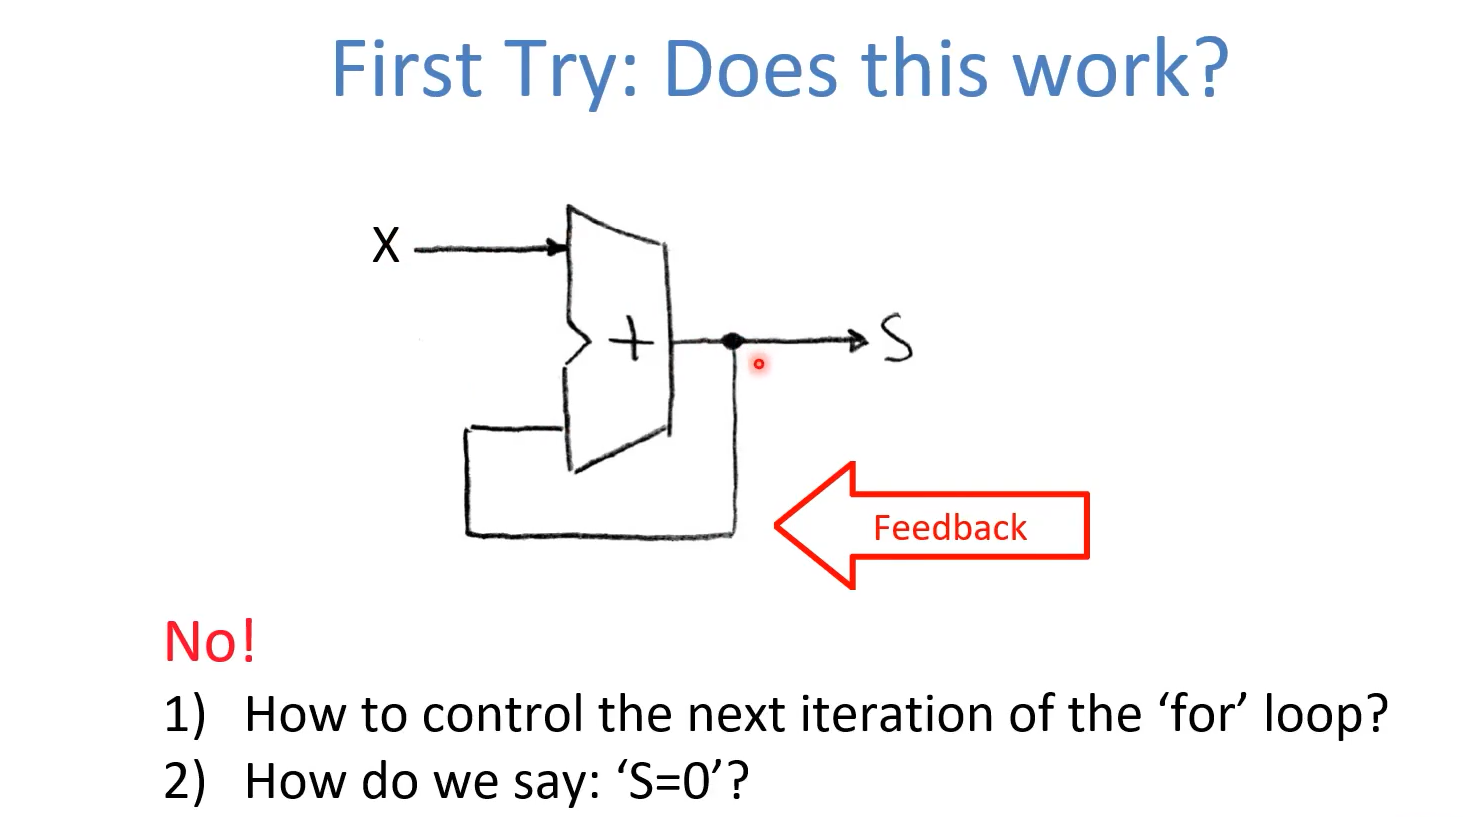 First Try: Does this work?
X
+
S
Feedback
No!
1) How to control the next iteration of the ‘for’ loop?
2) How do we say: ‘S=0’?